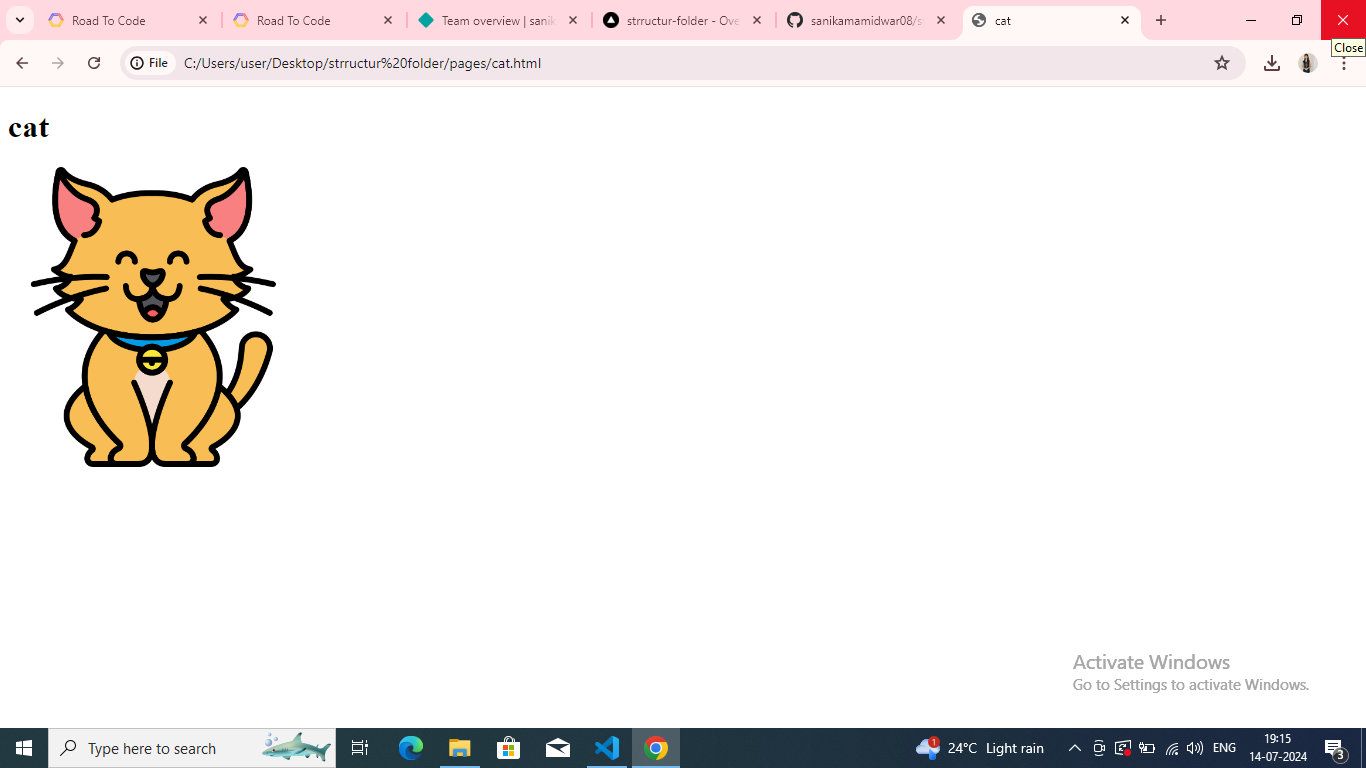 Road To Code
Road To Code
Team overview | sanik
strructur-folder - Ove
sanikamamidwar08/s
cat
Close
File
C:/Users/user/Desktop/strructur%20folder/pages/cat.html
cat
Activate Windows
Go to Settings to activate Windows.
Type here to search
1
24°C Light rain
ENG
19:15
14-07-2024
3